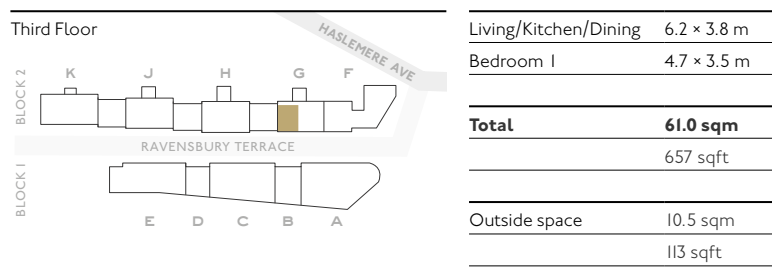 Third Floor
HASLEMERE AVE
K J H G F
BLOCK 2
RAVENSBURY TERRACE
BLOCK 1
E D C B A
Living/Kitchen/Dining 6.2 × 3.8 m
Bedroom 1 4.7 × 3.5 m
Total 61.0 sqm
657 sqft
Outside space 10.5 sqm
113 sqft